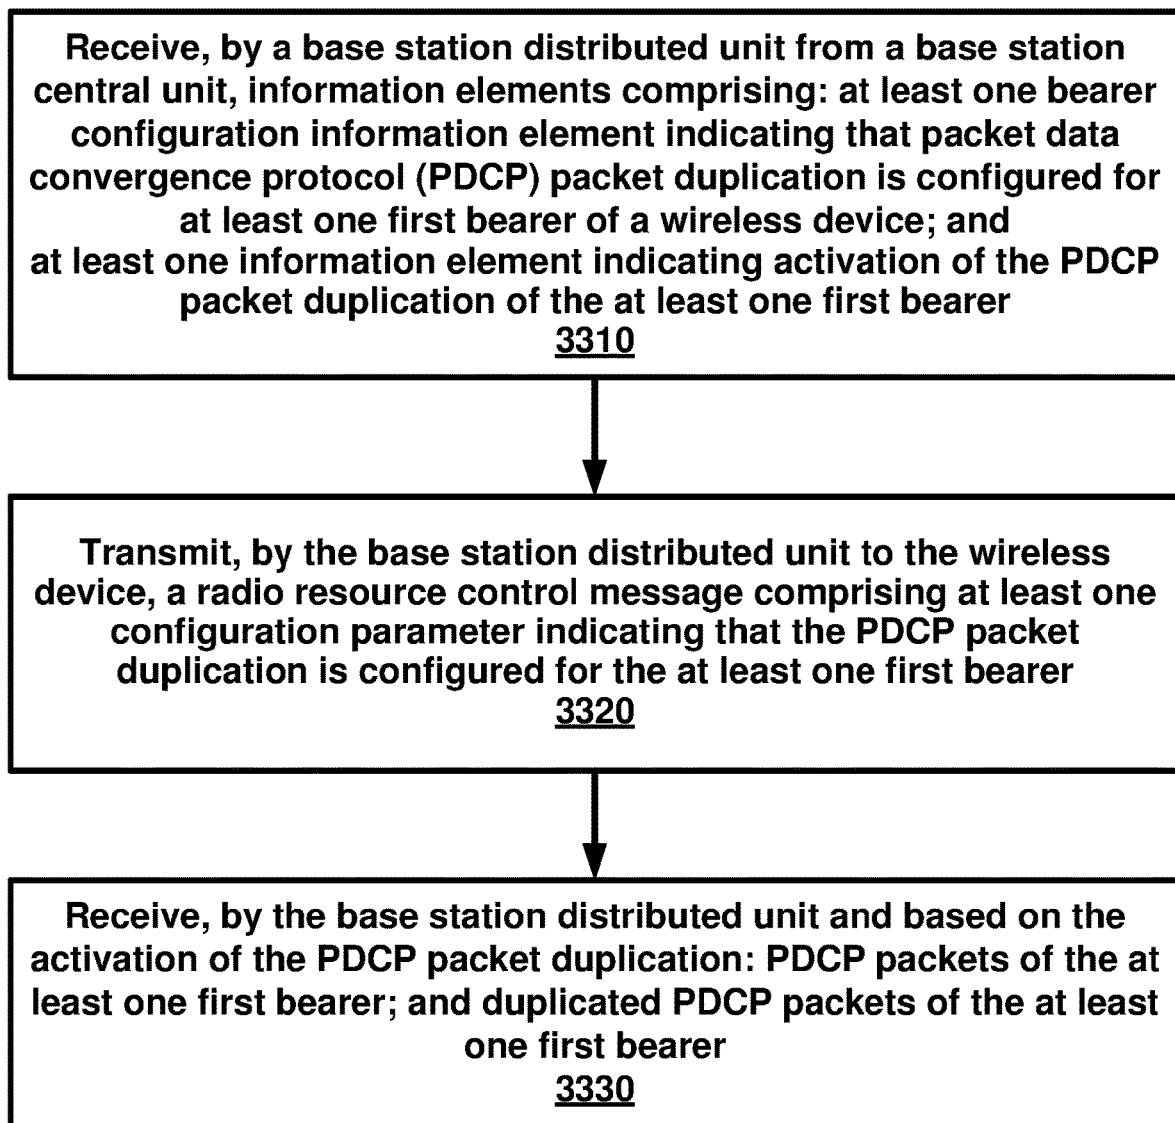 Receive, by a base station distributed unit from a base station
central unit, information elements comprising: at least one bearer
configuration information element indicating that packet data
convergence protocol (PDCP) packet duplication is configured for
at least one first bearer of a wireless device; and
at least one information element indicating activation of the PDCP
packet duplication of the at least one first bearer
3310
Transmit, by the base station distributed unit to the wireless
device, a radio resource control message comprising at least one
configuration parameter indicating that the PDCP packet
duplication is configured for the at least one first bearer
3320
Receive, by the base station distributed unit and based on the
activation of the PDCP packet duplication: PDCP packets of the at
least one first bearer; and duplicated PDCP packets of the at least
one first bearer
3330